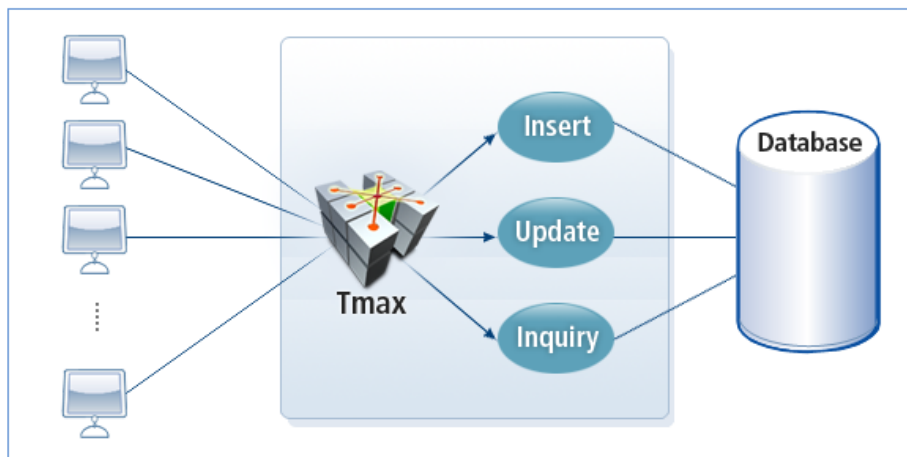 Insert
Database
Update
Tmax
Inquiry